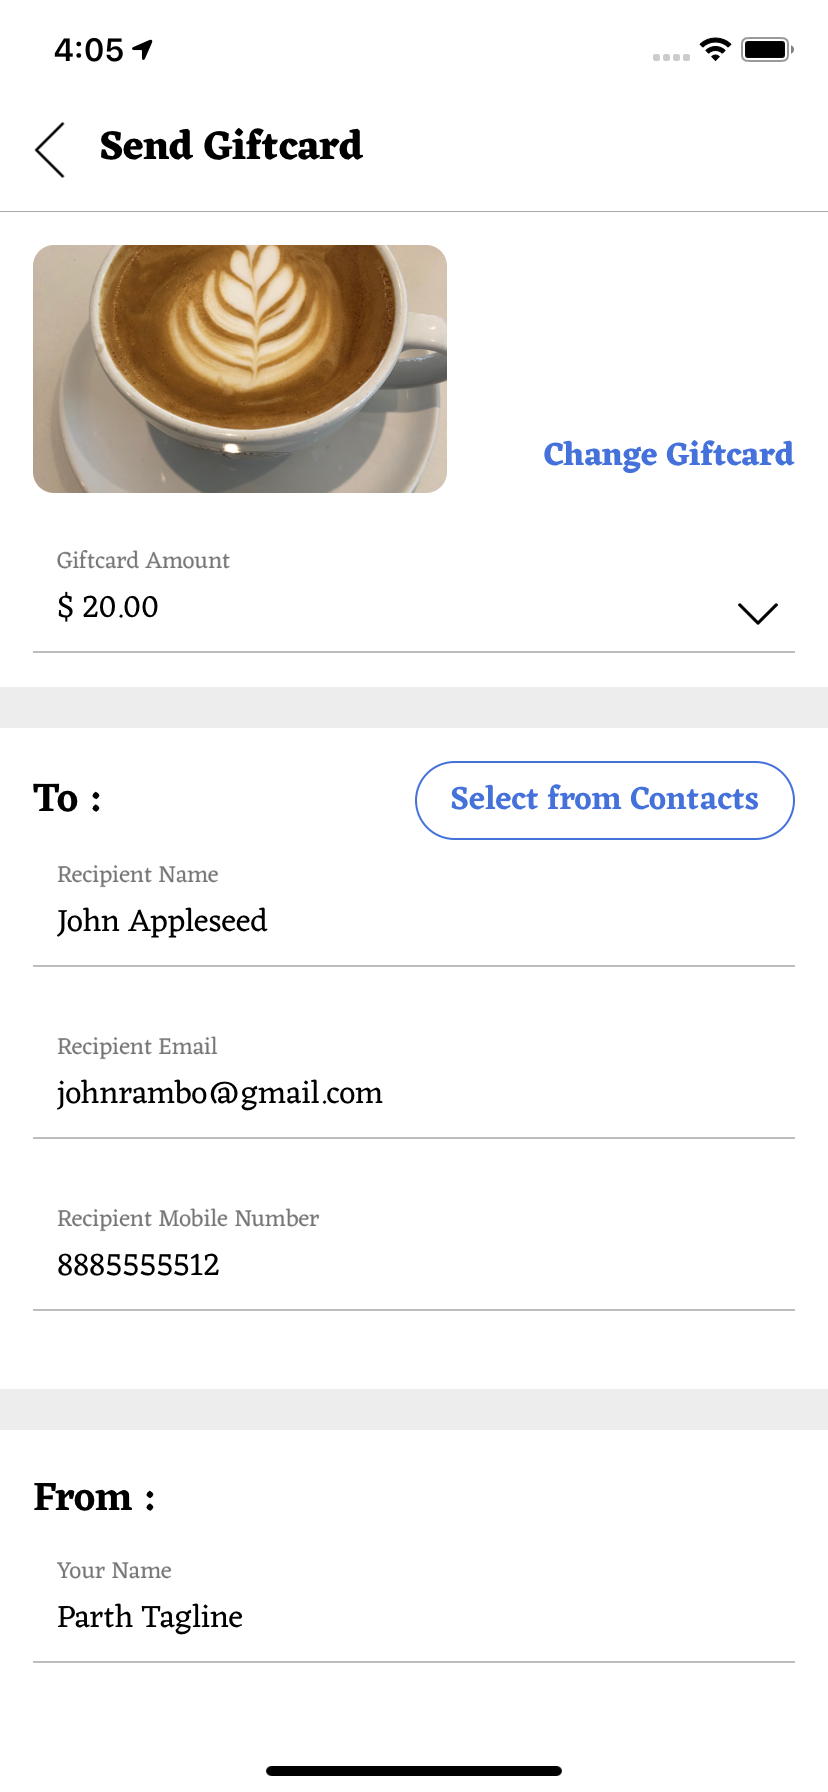 4:05
Send Giftcard
Change Giftcard
Giftcard Amount
$ 20.00
To :
Select from Contacts
Recipient Name
John Appleseed
Recipient Email
johnrambo@gmail.com
Recipient Mobile Number
8885555512
From :
Your Name
Parth Tagline